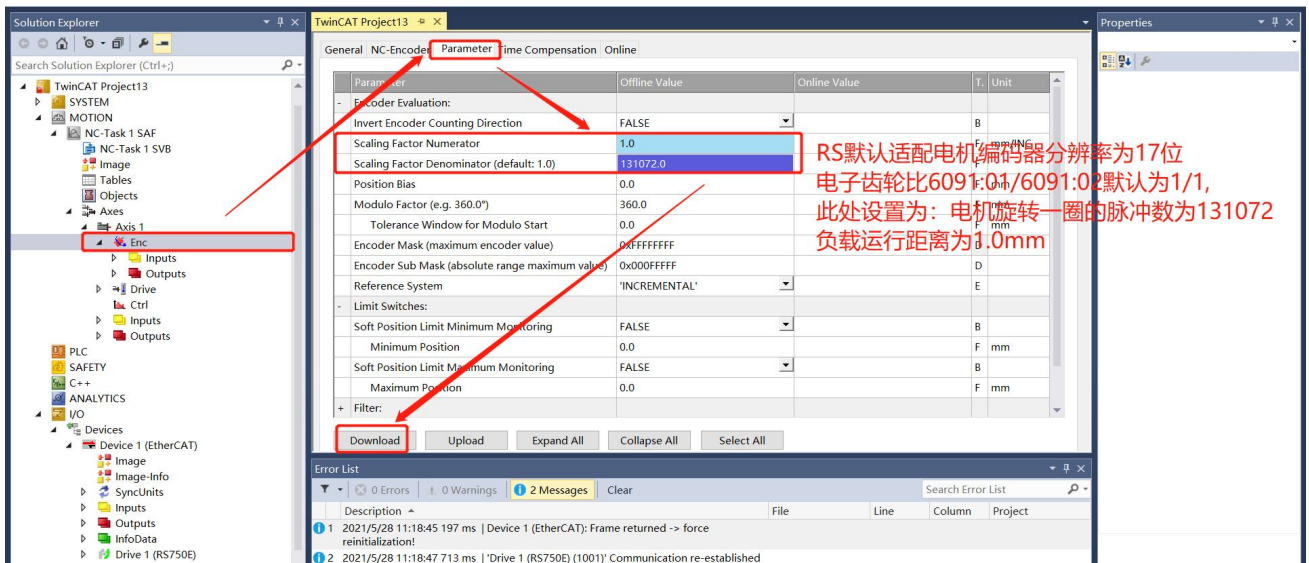 Solution Explorer
Search Solution Explorer (Ctrl+;)
TwinCAT Project13
SYSTEM
MOTION
NC-Task 1 SAF
NC-Task 1 SVB
Image
Tables
Objects
Axes
Axis 1
Enc
Inputs
Outputs
Drive
Ctrl
Inputs
Outputs
PLC
SAFETY
C++
ANALYTICS
I/O
Devices
Device 1 (EtherCAT)
Image
Image-Info
SyncUnits
Inputs
Outputs
InfoData
Drive 1 (RS750E)
TwinCAT Project13
General NC-Encoder Parameter Time Compensation Online
Parameter Offline Value Online Value T. Unit
- Encoder Evaluation:
Invert Encoder Counting Direction FALSE B
Scaling Factor Numerator 1.0 F mm/INC
Scaling Factor Denominator (default: 1.0) 131072.0 F
Position Bias 0.0 F mm
Modulo Factor (e.g. 360.0°) 360.0 F mm
Tolerance Window for Modulo Start 0.0 F mm
Encoder Mask (maximum encoder value) 0xFFFFFFFF D
Encoder Sub Mask (absolute range maximum value) 0x000FFFFF D
Reference System 'INCREMENTAL' E
- Limit Switches:
Soft Position Limit Minimum Monitoring FALSE B
Minimum Position 0.0 F mm
Soft Position Limit Maximum Monitoring FALSE B
Maximum Position 0.0 F mm
+ Filter:
Download Upload Expand All Collapse All Select All
RS默认适配电机编码器分辨率为17位
电子齿轮比6091:01/6091:02默认为1/1,
此处设置为：电机旋转一圈的脉冲数为131072
负载运行距离为1.0mm
Error List
0 Errors 0 Warnings 2 Messages Clear Search Error List
Description File Line Column Project
1 2021/5/28 11:18:45 197 ms | Device 1 (EtherCAT): Frame returned -> force
reinitialization!
2 2021/5/28 11:18:47 713 ms | 'Drive 1 (RS750E) (1001)' Communication re-established
Properties